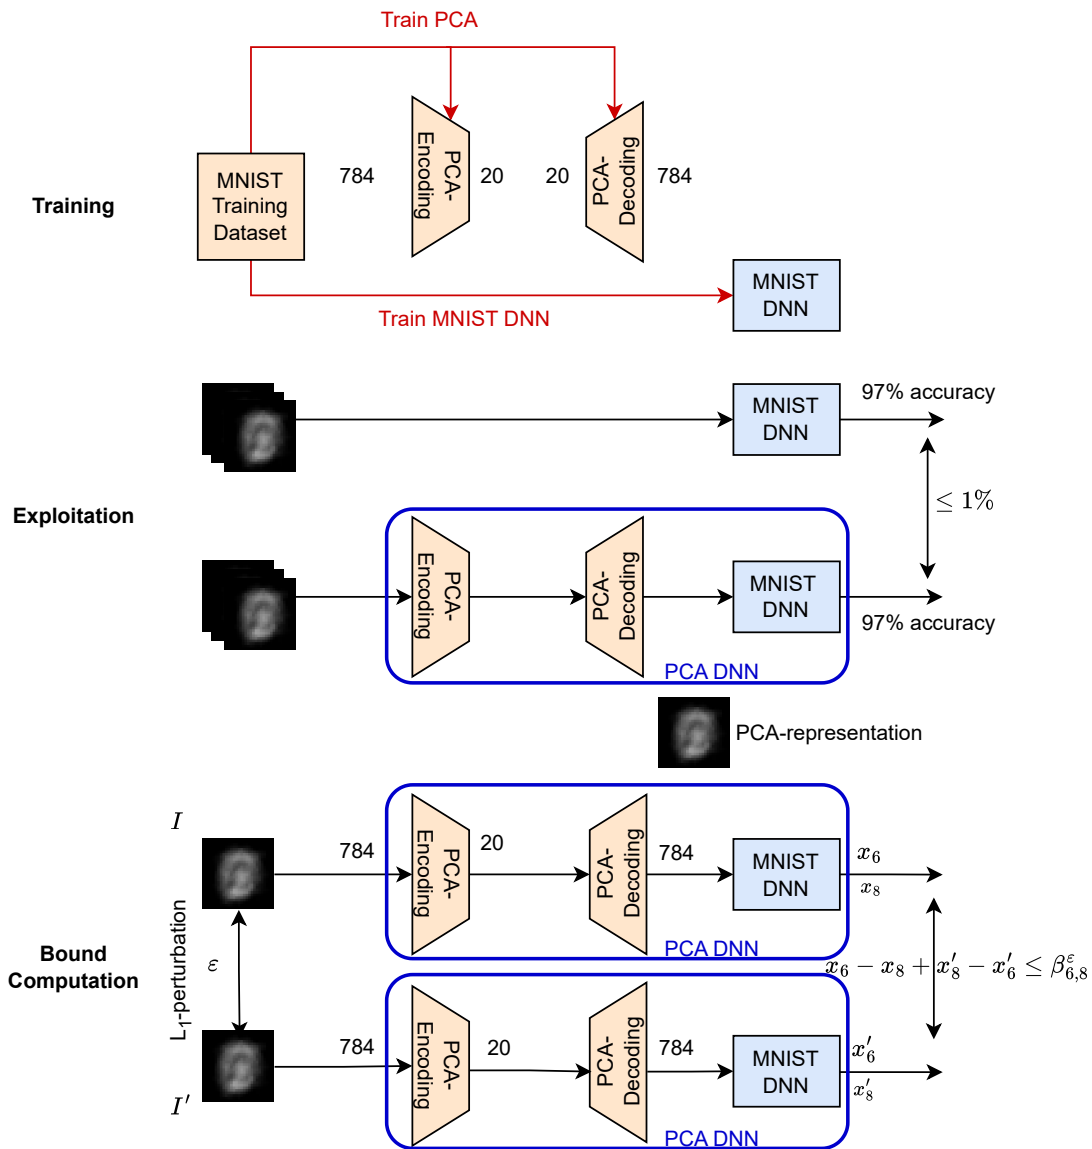 Train PCA
MNIST
Training
Dataset
784
PCA-
Encoding
20
20
PCA-
Decoding
784
Training
MNIST
DNN
Train MNIST DNN
MNIST
DNN
97% accuracy
≤ 1%
Exploitation
PCA-
Encoding
PCA-
Decoding
MNIST
DNN
97% accuracy
PCA DNN
PCA-representation
I
784
PCA-
Encoding
20
PCA-
Decoding
784
MNIST
DNN
x₆
x₈
PCA DNN
Bound
Computation
L₁-purtubation
ε
x₆ − x₈ + x′₈ − x′₆ ≤ β^ε_{6,8}
I′
784
PCA-
Encoding
20
PCA-
Decoding
784
MNIST
DNN
x′₆
x′₈
PCA DNN